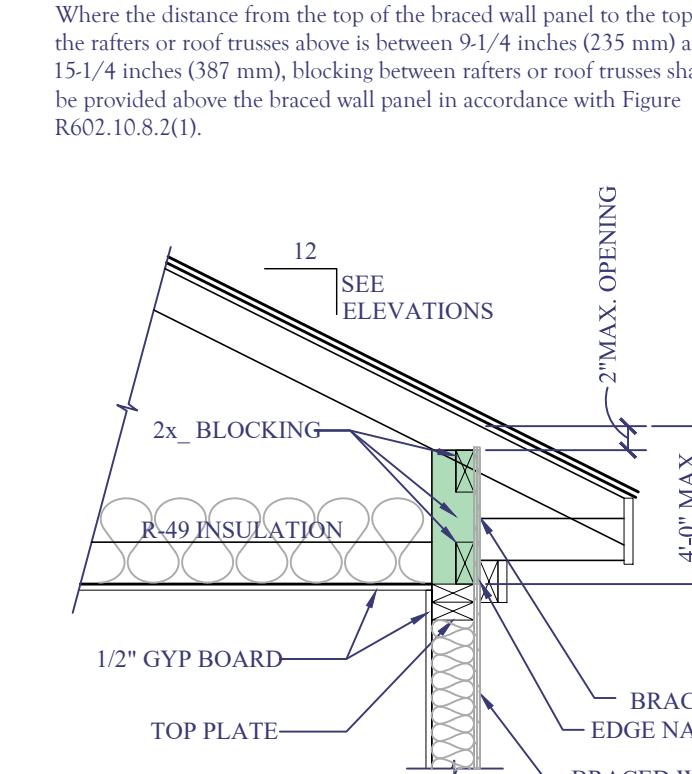 Where the distance from the top of the braced wall panel to the top
the rafters or roof trusses above is between 9-1/4 inches (235 mm) a
15-1/4 inches (387 mm), blocking between rafters or roof trusses sha
be provided above the braced wall panel in accordance with Figure
R602.10.8.2(1).
2"MAX. OPENING
12
SEE
ELEVATIONS
2x_ BLOCKING
4'-0" MAX
R-49 INSULATION
1/2" GYP BOARD
BRAC
TOP PLATE
EDGE NA